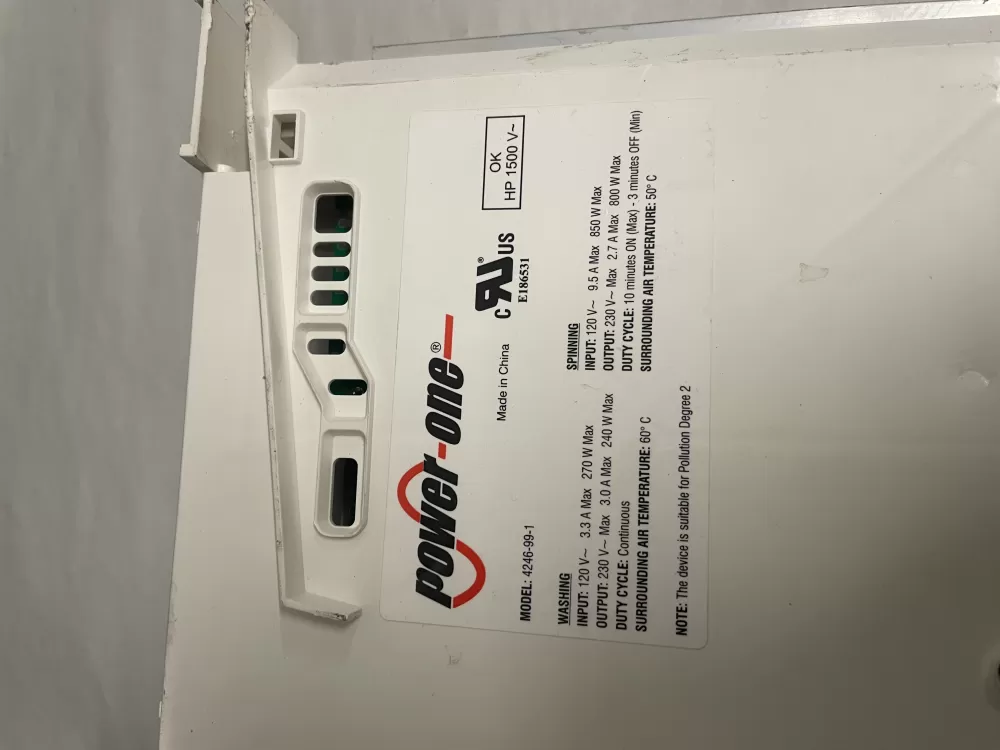 power-one®
Made in China
C RU® US
E186531
OK
HP 1500 V~
MODEL: 4246-99-1
WASHING
INPUT: 120 V~ 3.3 A Max 270 W Max
OUTPUT: 230 V~ Max 3.0 A Max 240 W Max
DUTY CYCLE: Continuous
SURROUNDING AIR TEMPERATURE: 60° C
SPINNING
INPUT: 120 V~ 9.5 A Max 850 W Max
OUTPUT: 230 V~ Max 2.7 A Max 800 W Max
DUTY CYCLE: 10 minutes ON (Max) - 3 minutes OFF (Min)
SURROUNDING AIR TEMPERATURE: 50° C
NOTE: The device is suitable for Pollution Degree 2